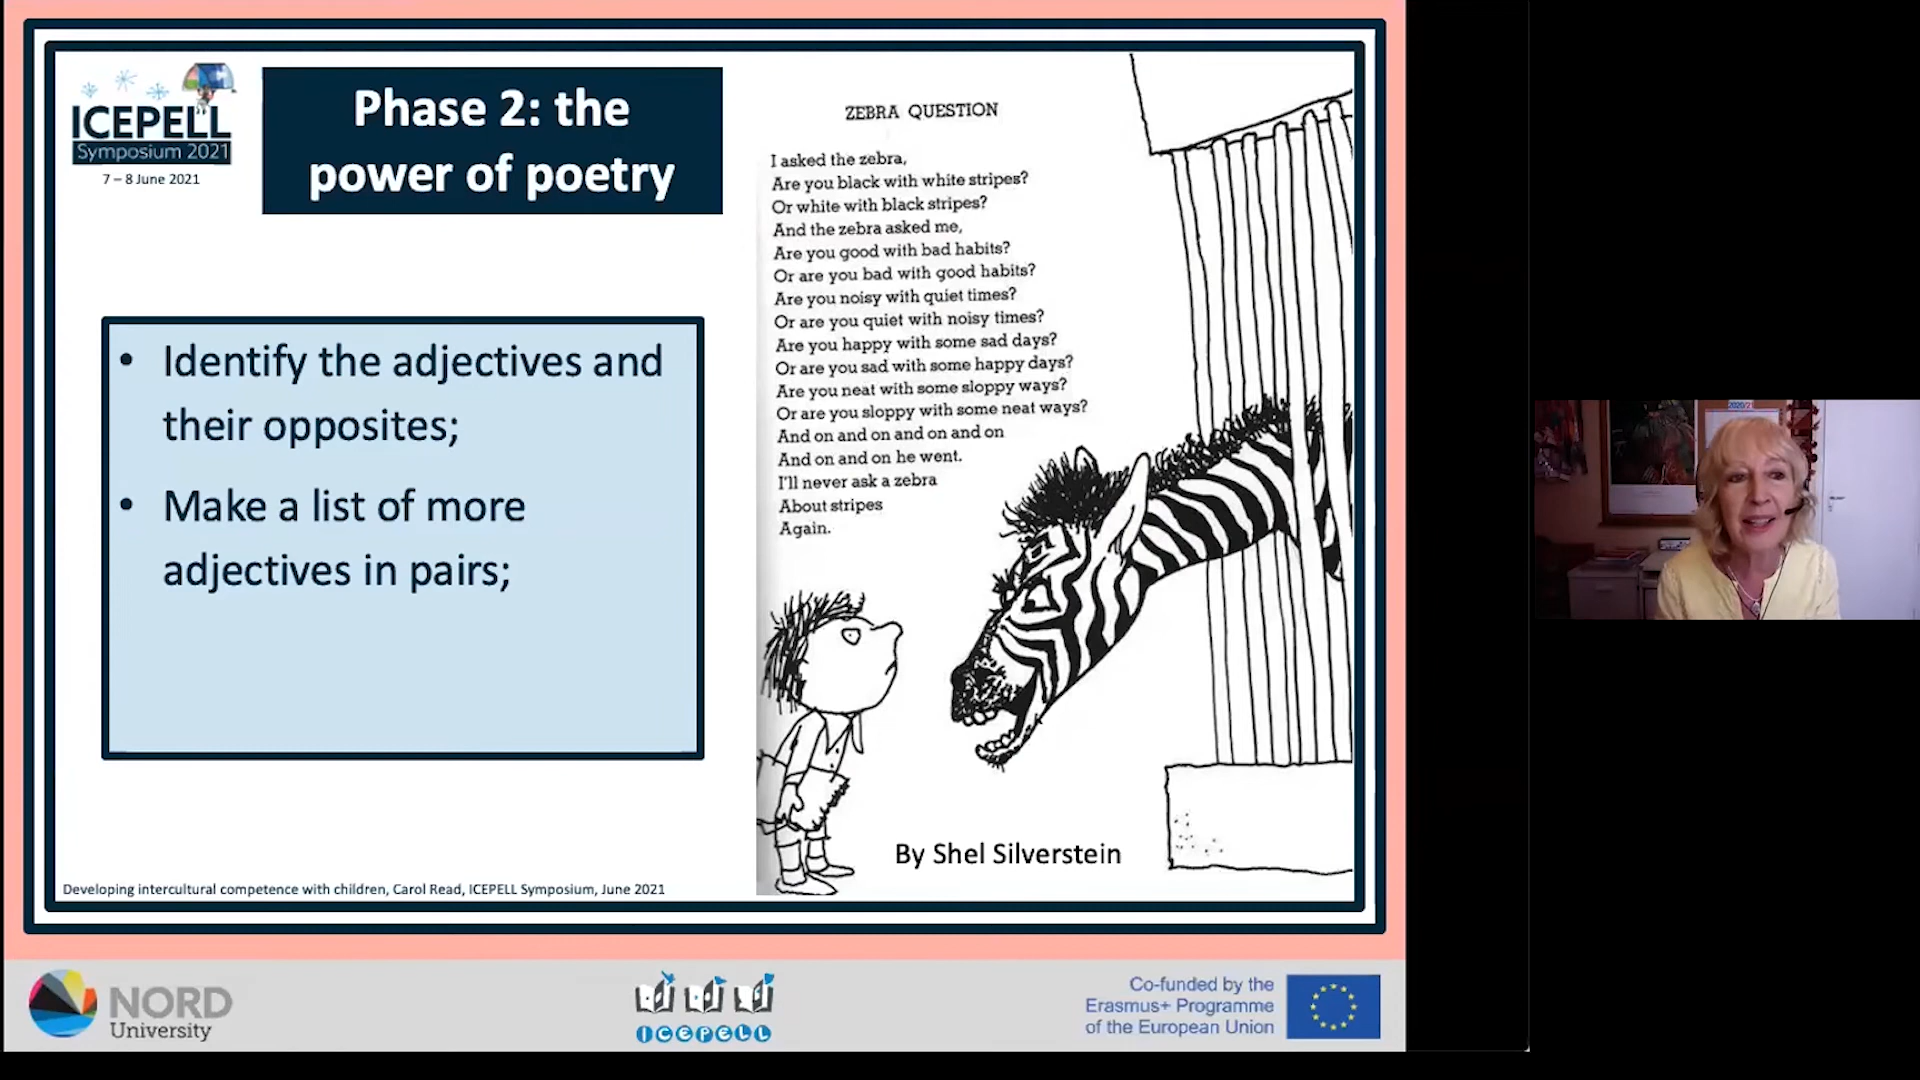 ICEPELL
Symposium 2021
7 – 8 June 2021
Phase 2: the
power of poetry
• Identify the adjectives and
their opposites;
• Make a list of more
adjectives in pairs;
ZEBRA QUESTION
I asked the zebra,
Are you black with white stripes?
Or white with black stripes?
And the zebra asked me,
Are you good with bad habits?
Or are you bad with good habits?
Are you noisy with quiet times?
Or are you quiet with noisy times?
Are you happy with some sad days?
Or are you sad with some happy days?
Are you neat with some sloppy ways?
Or are you sloppy with some neat ways?
And on and on and on and on
And on and on he went.
I'll never ask a zebra
About stripes
Again.
By Shel Silverstein
Developing intercultural competence with children, Carol Read, ICEPELL Symposium, June 2021
NORD
University
ICEPELL
Co-funded by the
Erasmus+ Programme
of the European Union
2020/21